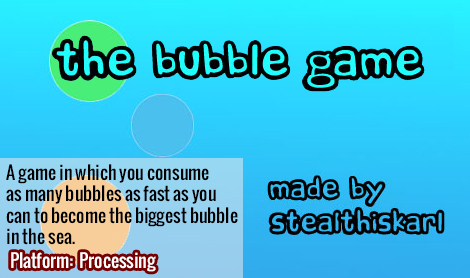 the bubble game
A game in which you consume
as many bubbles as fast as you
can to become the biggest bubble
in the sea.
Platform: Processing
made by
stealthiskarl